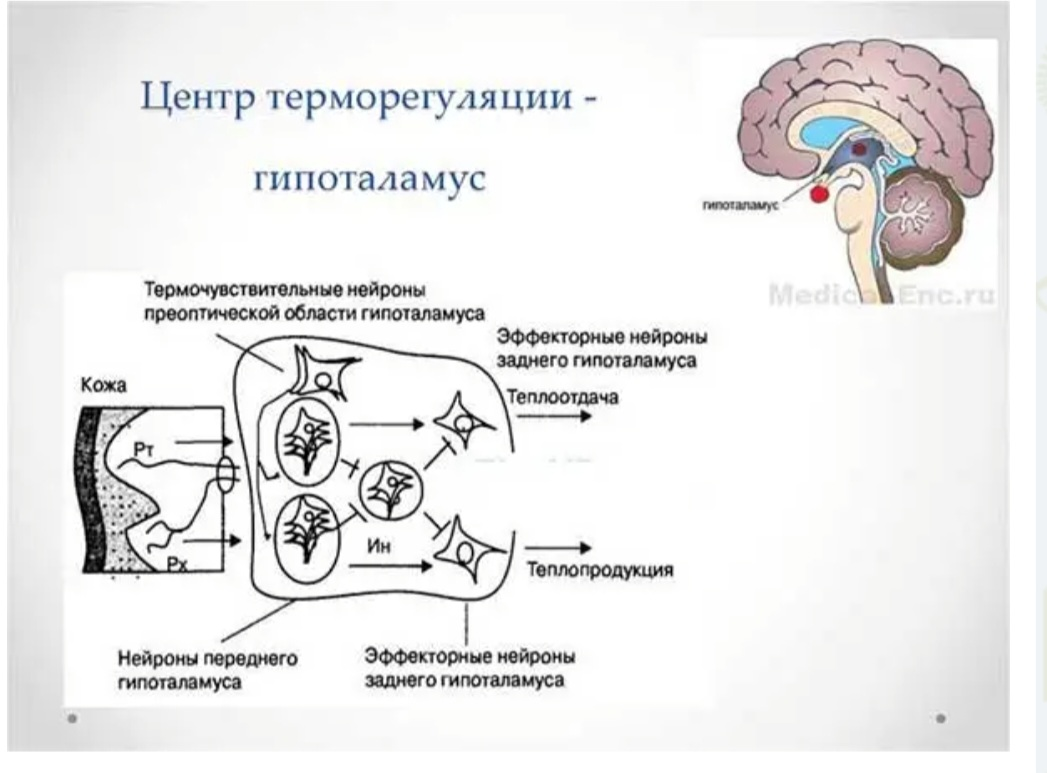 Центр терморегуляции -
гипоталамус
гипоталамус
Термочувствительные нейроны
преоптической области гипоталамуса
Эффекторные нейроны
заднего гипоталамуса
Кожа
Теплоотдача
Рт
Ин
Рх
Теплопродукция
Нейроны переднего
гипоталамуса
Эффекторные нейроны
заднего гипоталамуса